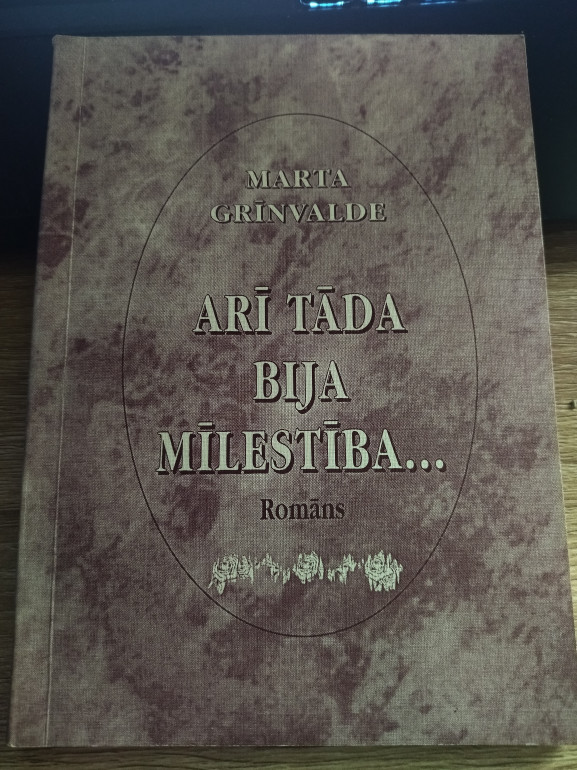 MARTA
GRĪNVALDE
ARĪ TĀDA
BIJA
MĪLESTĪBA...
Romāns